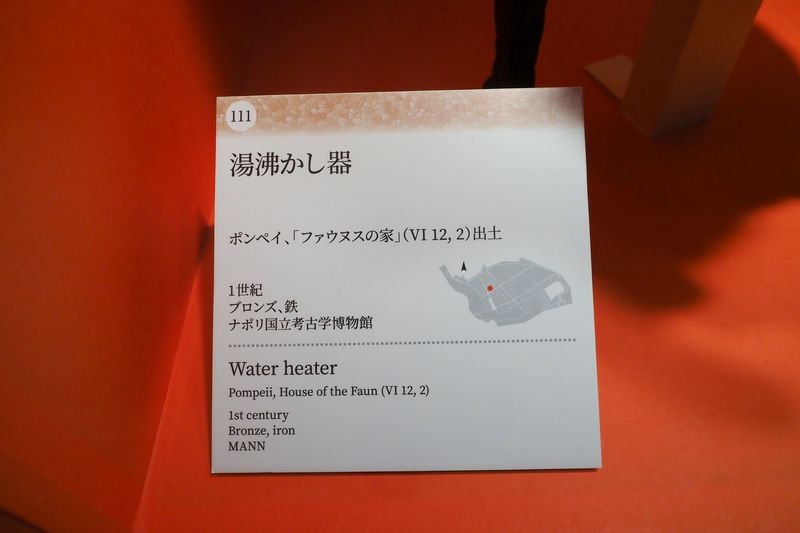 111
湯沸かし器
ポンペイ、「ファウヌスの家」（VI 12, 2）出土
1世紀
ブロンズ、鉄
ナポリ国立考古学博物館
Water heater
Pompeii, House of the Faun (VI 12, 2)
1st century
Bronze, iron
MANN